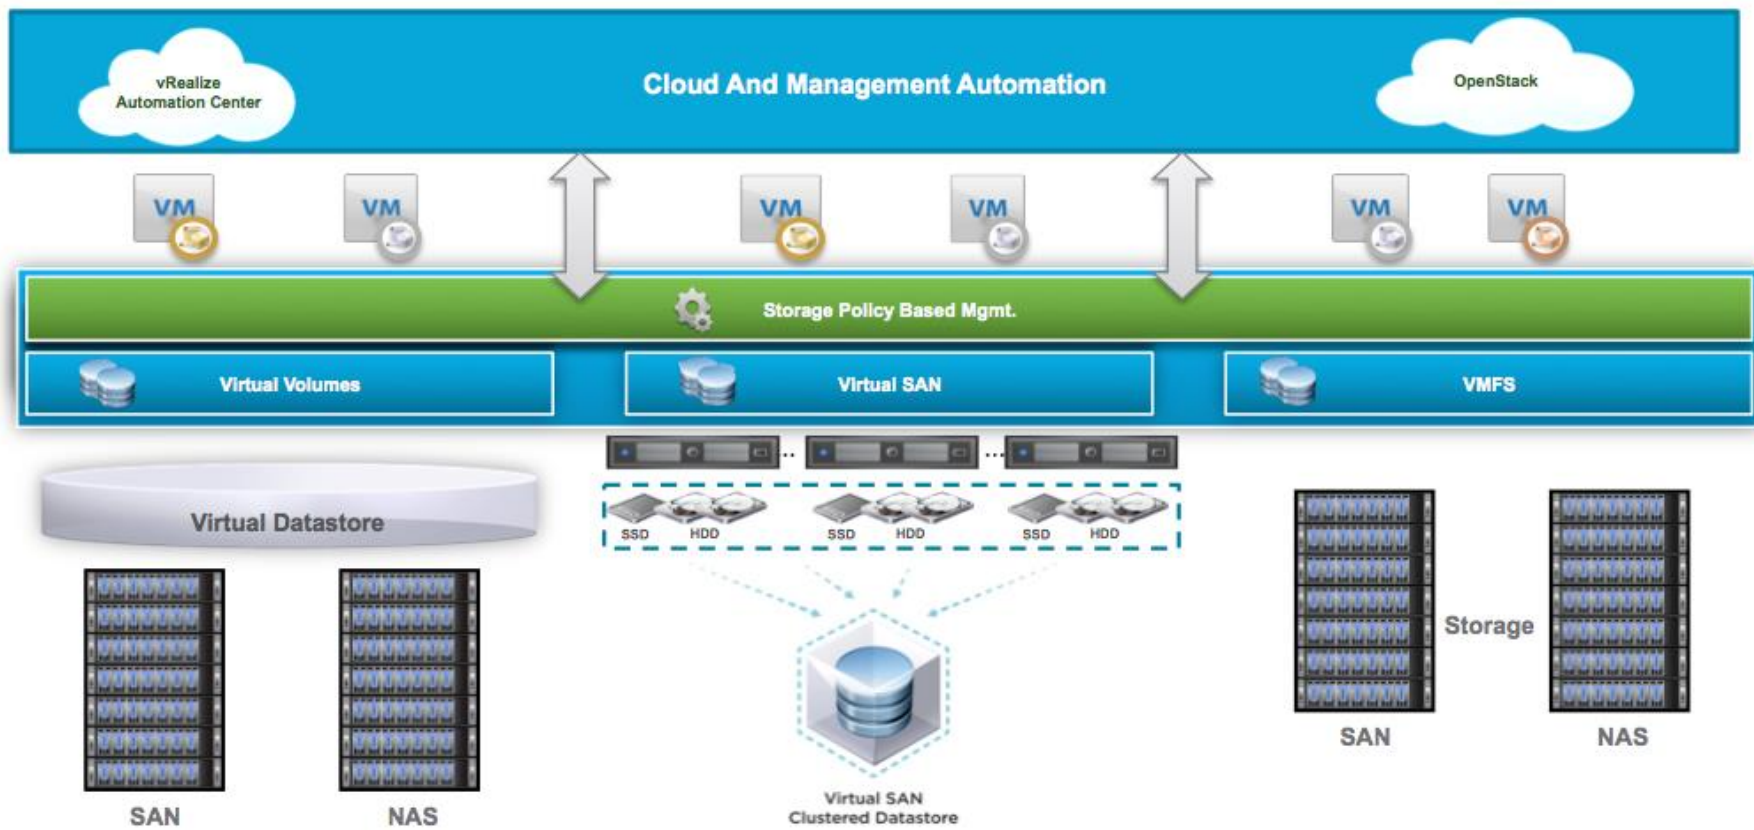 vRealize
Automation Center
Cloud And Management Automation
OpenStack
VM
VM
VM
VM
VM
VM
Storage Policy Based Mgmt.
Virtual Volumes
Virtual SAN
VMFS
..
...
Virtual Datastore
SSD
HDD
SSD
HDD
SSD
HDD
Storage
SAN
NAS
SAN
NAS
Virtual SAN
Clustered Datastore